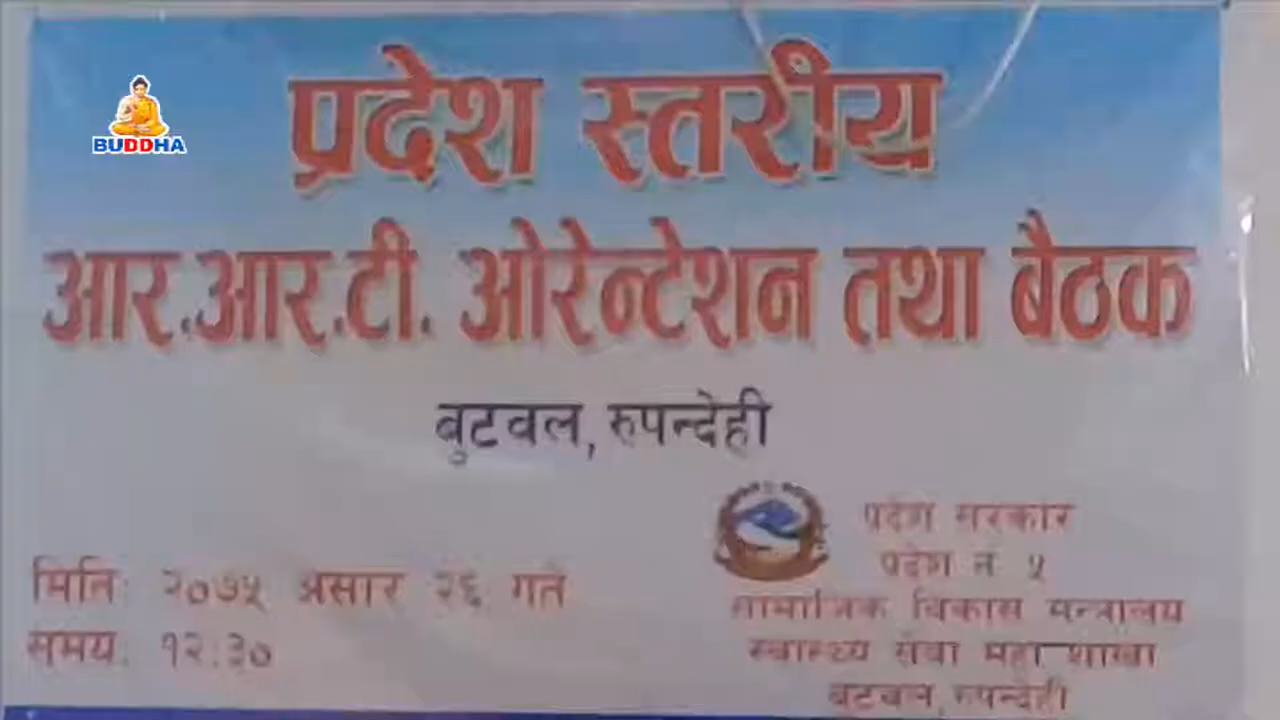 BUDDHA
प्रदेश स्तरीय
आर.आर.टी. ओरेन्टेशन तथा बैठक
बुटवल, रुपन्देही
प्रदेश सरकार
प्रदेश नं ५
सामाजिक विकास मन्त्रालय
स्वास्थ्य सेवा महा शाखा
बुटवल, रुपन्देही
मितिः २०७५ असार २६ गते
समयः १२:३०